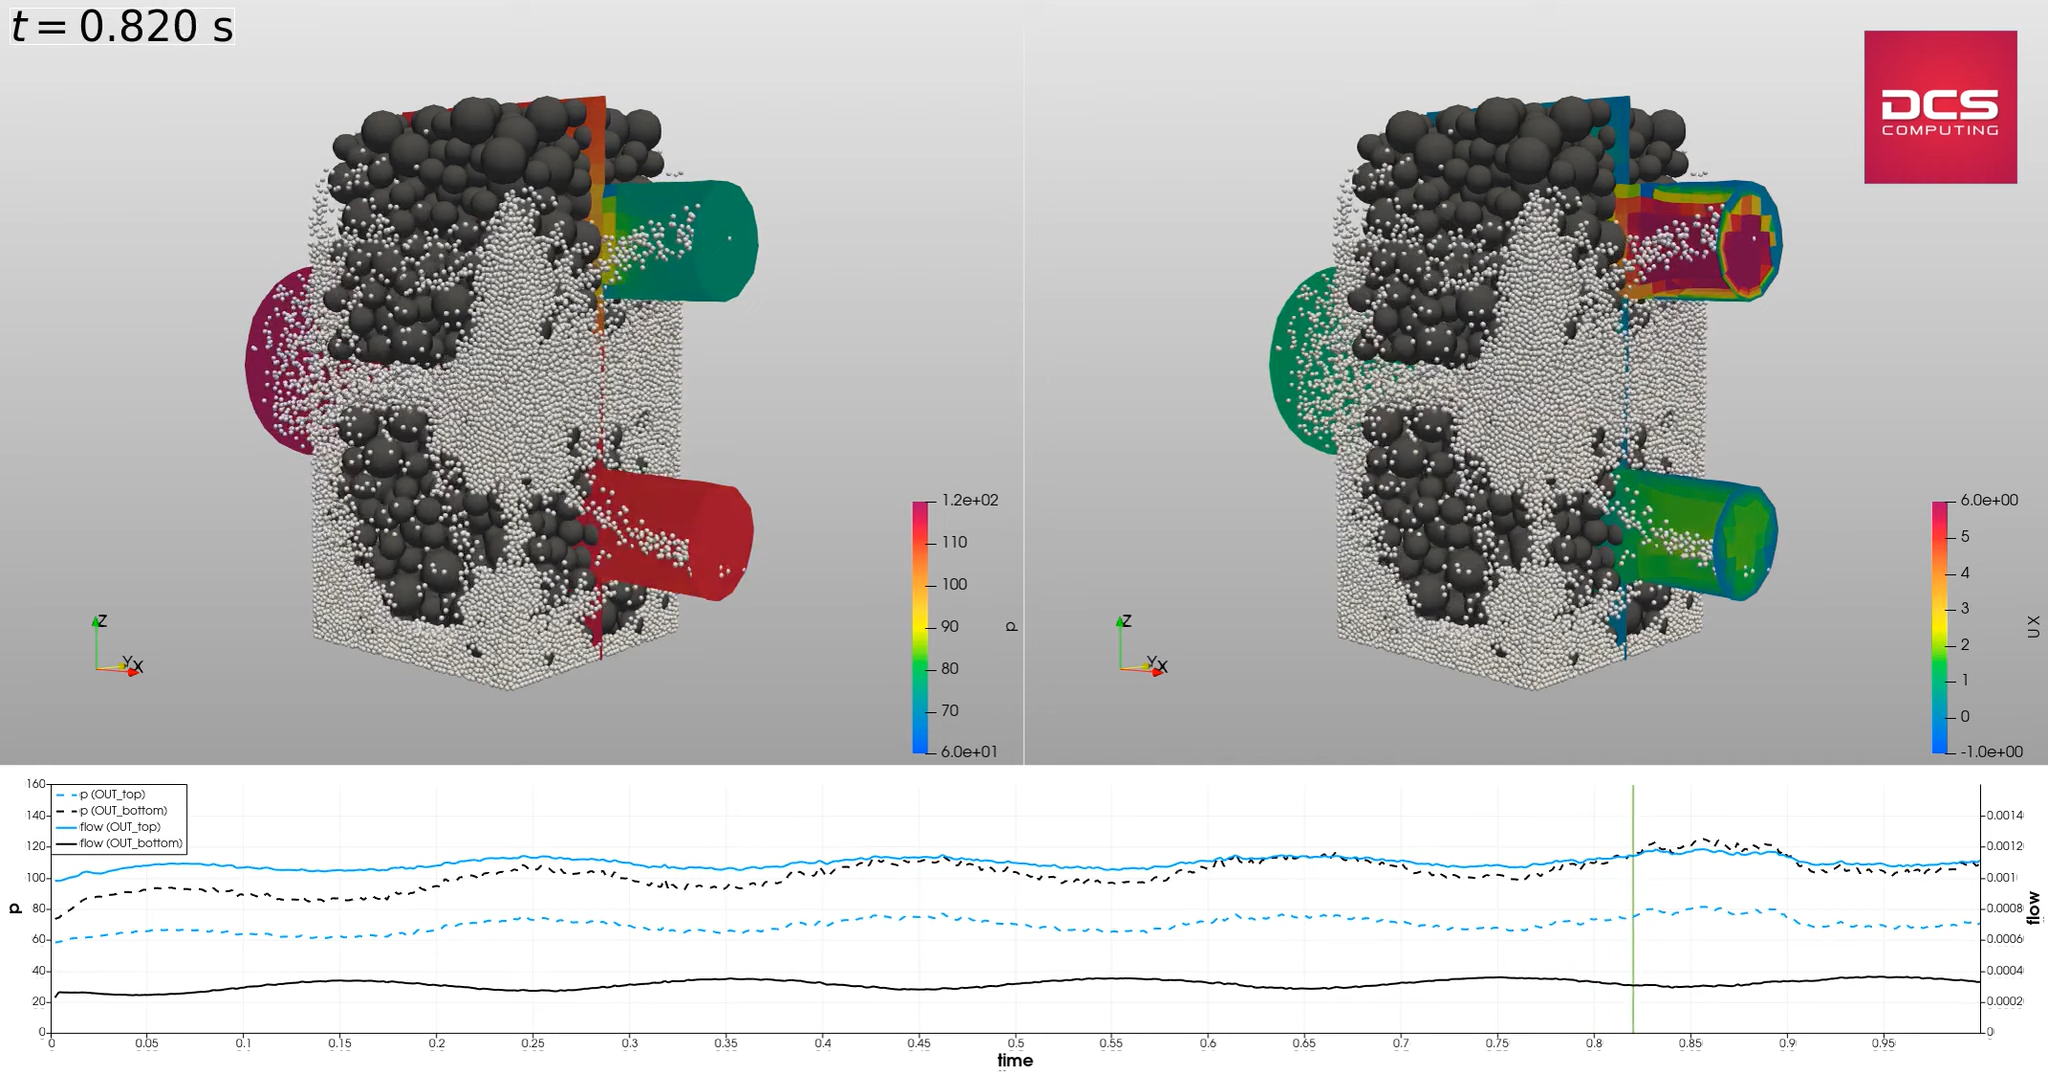 t = 0.820 s
DCS
COMPUTING
1.2e+02
110
100
90
80
70
6.0e+01
p
Z
Y
X
6.0e+00
5
4
3
2
1
0
-1.0e+00
UX
Z
Y
X
p (OUT_top)
p (OUT_bottom)
flow (OUT_top)
flow (OUT_bottom)
160
140
120
100
80
60
40
20
0
p
0.0014
0.0012
0.001
0.0008
0.0006
0.0004
0.0002
0
flow
0 0.05 0.1 0.15 0.2 0.25 0.3 0.35 0.4 0.45 0.5 0.55 0.6 0.65 0.7 0.75 0.8 0.85 0.9 0.95
time